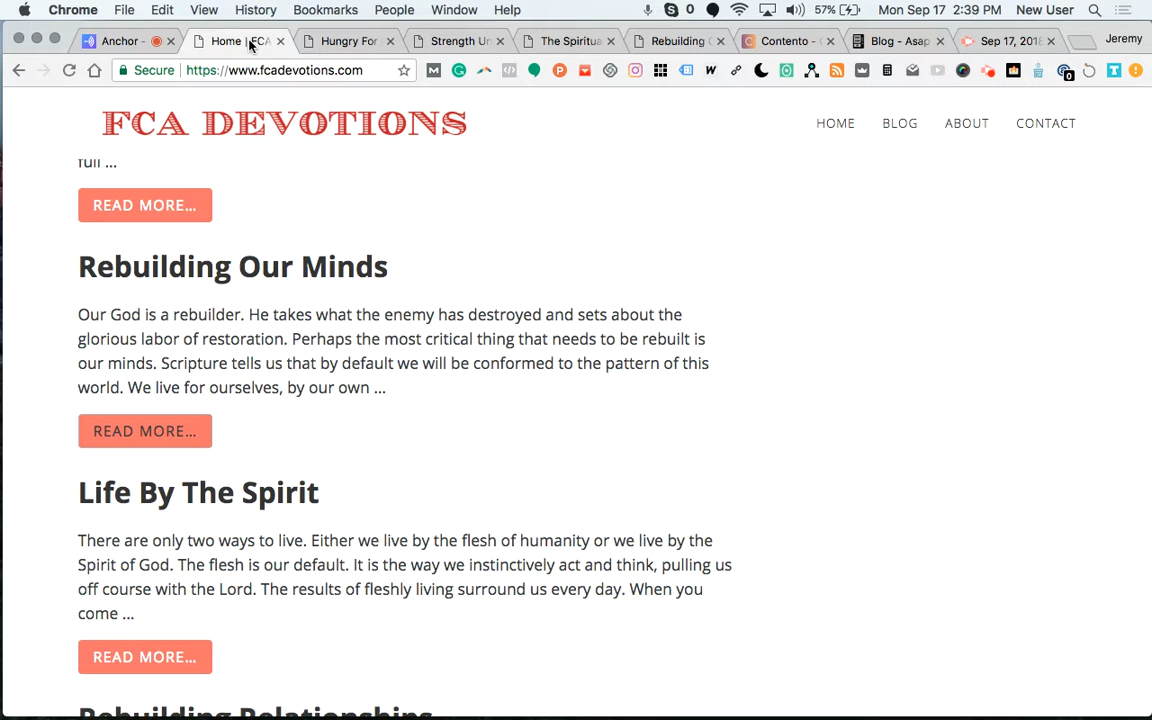 Chrome File Edit View History Bookmarks People Window Help 0 57% Mon Sep 17 2:39 PM New User
Anchor - Home | FCA Hungry For Strength Un The Spiritua Rebuilding Contento - Blog - Asap Sep 17, 2018 Jeremy
Secure https://www.fcadevotions.com
FCA DEVOTIONS
HOME BLOG ABOUT CONTACT
full ...
READ MORE...
Rebuilding Our Minds
Our God is a rebuilder. He takes what the enemy has destroyed and sets about the
glorious labor of restoration. Perhaps the most critical thing that needs to be rebuilt is
our minds. Scripture tells us that by default we will be conformed to the pattern of this
world. We live for ourselves, by our own ...
READ MORE...
Life By The Spirit
There are only two ways to live. Either we live by the flesh of humanity or we live by the
Spirit of God. The flesh is our default. It is the way we instinctively act and think, pulling us
off course with the Lord. The results of fleshly living surround us every day. When you
come ...
READ MORE...
Rebuilding Relationships